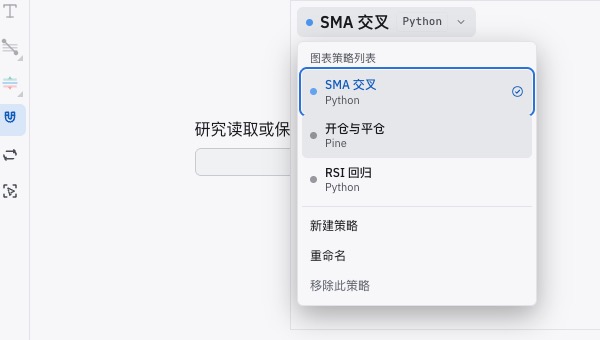 SMA 交叉 Python
图表策略列表
SMA 交叉
Python
研究读取或保
开仓与平仓
Pine
RSI 回归
Python
新建策略
重命名
移除此策略